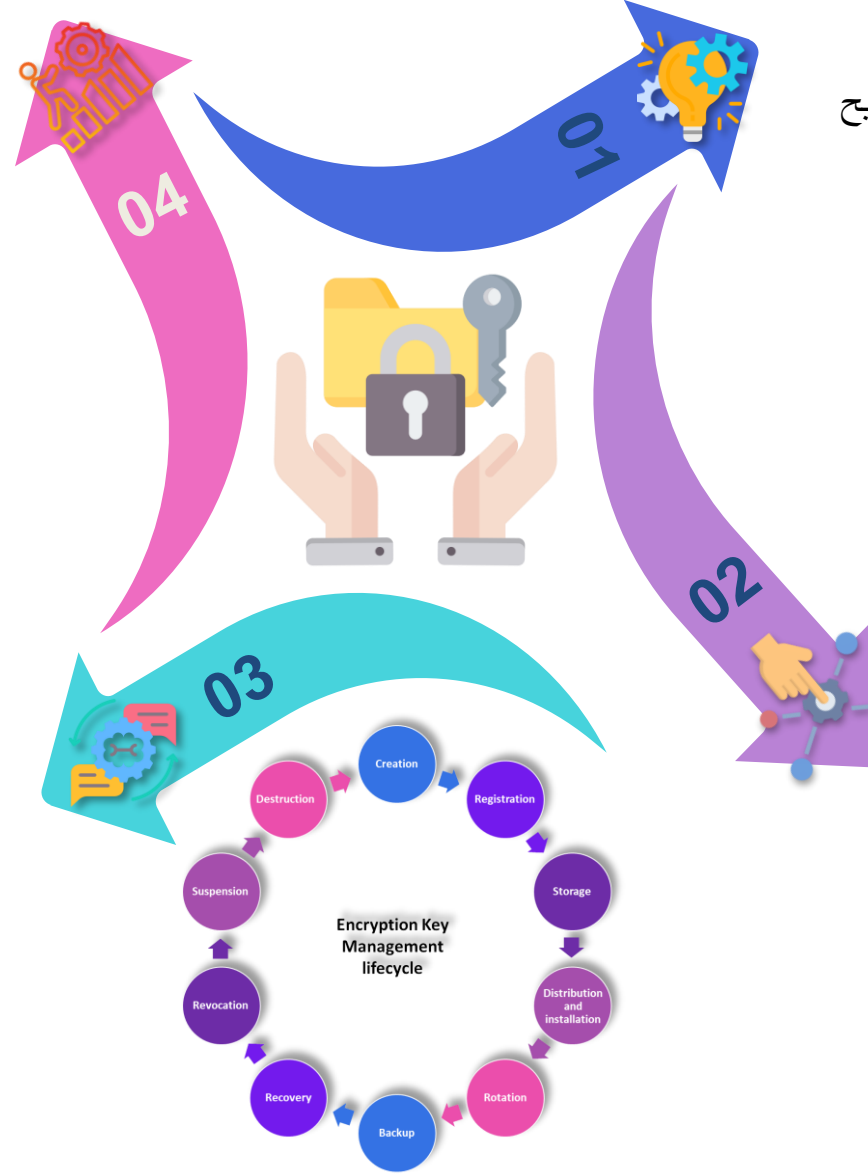 01
04
02
03
Creation
Registration
Storage
Distribution
and
installation
Rotation
Backup
Recovery
Revocation
Suspension
Destruction
Encryption Key
Management
lifecycle